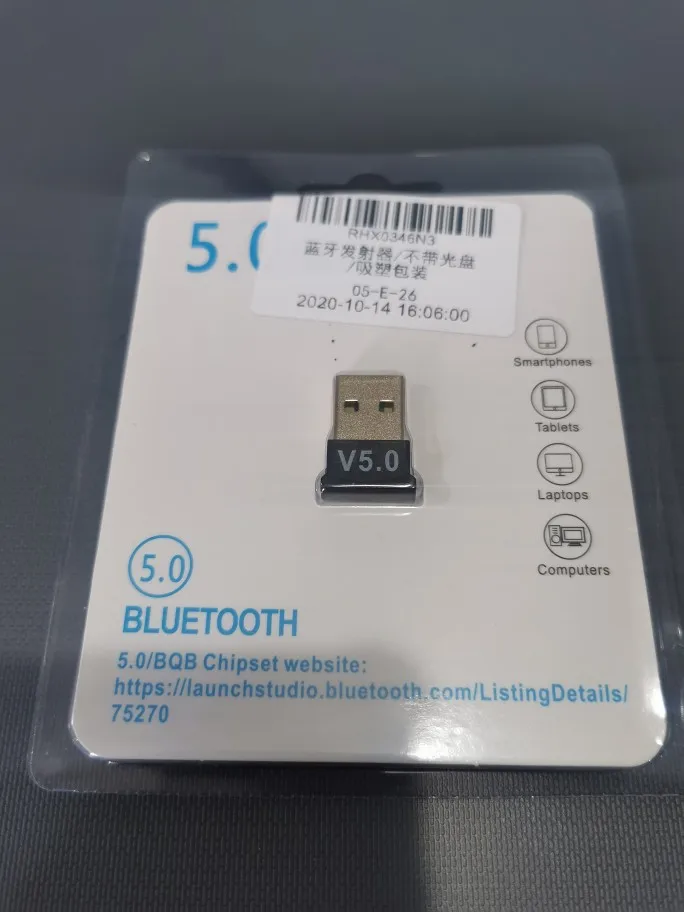 5.0
RHX0346N3
蓝牙发射器/不带光盘
/吸塑包装
05-E-26
2020-10-14 16:06:00
Smartphones
Tablets
Laptops
Computers
V5.0
5.0
BLUETOOTH
5.0/BQB Chipset website:
https://launchstudio.bluetooth.com/ListingDetails/
75270